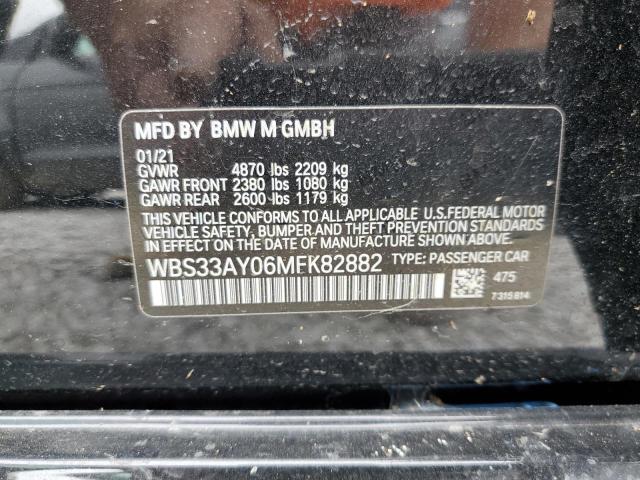 MFD BY BMW M GMBH
01/21
GVWR 4870 lbs 2209 kg
GAWR FRONT 2380 lbs 1080 kg
GAWR REAR 2600 lbs 1179 kg
THIS VEHICLE CONFORMS TO ALL APPLICABLE U.S.FEDERAL MOTOR
VEHICLE SAFETY, BUMPER, AND THEFT PREVENTION STANDARDS
IN EFFECT ON THE DATE OF MANUFACTURE SHOWN ABOVE.
WBS33AY06MFK82882 TYPE: PASSENGER CAR
475
7315814